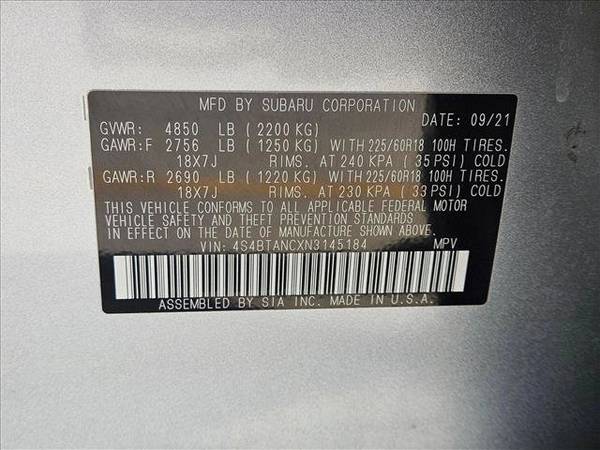 MFD BY SUBARU CORPORATION DATE: 09/21
GVWR: 4850 LB (2200 KG)
GAWR:F 2756 LB (1250 KG) WITH 225/60R18 100H TIRES.
18X7J RIMS. AT 240 KPA (35 PSI) COLD
GAWR:R 2690 LB (1220 KG) WITH 225/60R18 100H TIRES.
18X7J RIMS. AT 230 KPA (33 PSI) COLD
THIS VEHICLE CONFORMS TO ALL APPLICABLE FEDERAL MOTOR
VEHICLE SAFETY AND THEFT PREVENTION STANDARDS
IN EFFECT ON THE DATE OF MANUFACTURE SHOWN ABOVE.
VIN: 4S4BTANCXN3145184 MPV
ASSEMBLED BY SIA INC. MADE IN U.S.A.